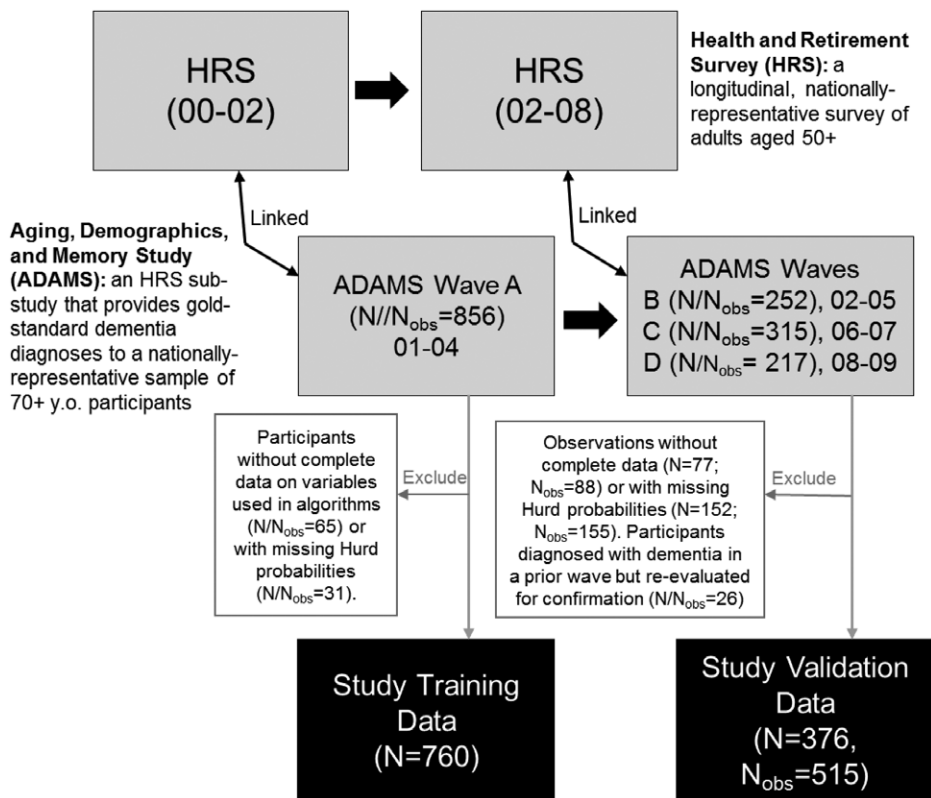 HRS
(00-02)
HRS
(02-08)
Health and Retirement
Survey (HRS): a
longitudinal, nationally-
representative survey of
adults aged 50+
Linked
Linked
Aging, Demographics,
and Memory Study
(ADAMS): an HRS sub-
study that provides gold-
standard dementia
diagnoses to a nationally-
representative sample of
70+ y.o. participants
ADAMS Wave A
(N//Nobs=856)
01-04
ADAMS Waves
B (N/Nobs=252), 02-05
C (N/Nobs=315), 06-07
D (N/Nobs= 217), 08-09
Participants
without complete
data on variables
used in algorithms
(N/Nobs=65) or
with missing Hurd
probabilities
(N/Nobs=31).
Exclude
Observations without
complete data (N=77;
Nobs=88) or with missing
Hurd probabilities (N=152;
Nobs=155). Participants
diagnosed with dementia in
a prior wave but re-evaluated
for confirmation (N/Nobs=26)
Exclude
Study Training
Data
(N=760)
Study Validation
Data
(N=376,
Nobs=515)